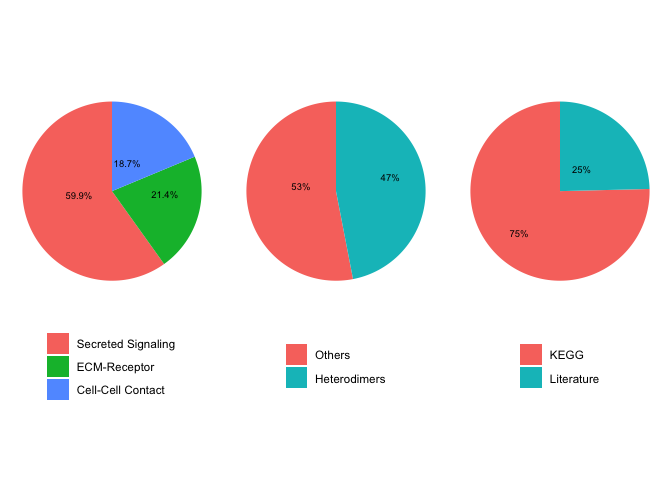 18.7%
59.9%
21.4%
53%
47%
25%
75%
Secreted Signaling
ECM-Receptor
Cell-Cell Contact
Others
Heterodimers
KEGG
Literature